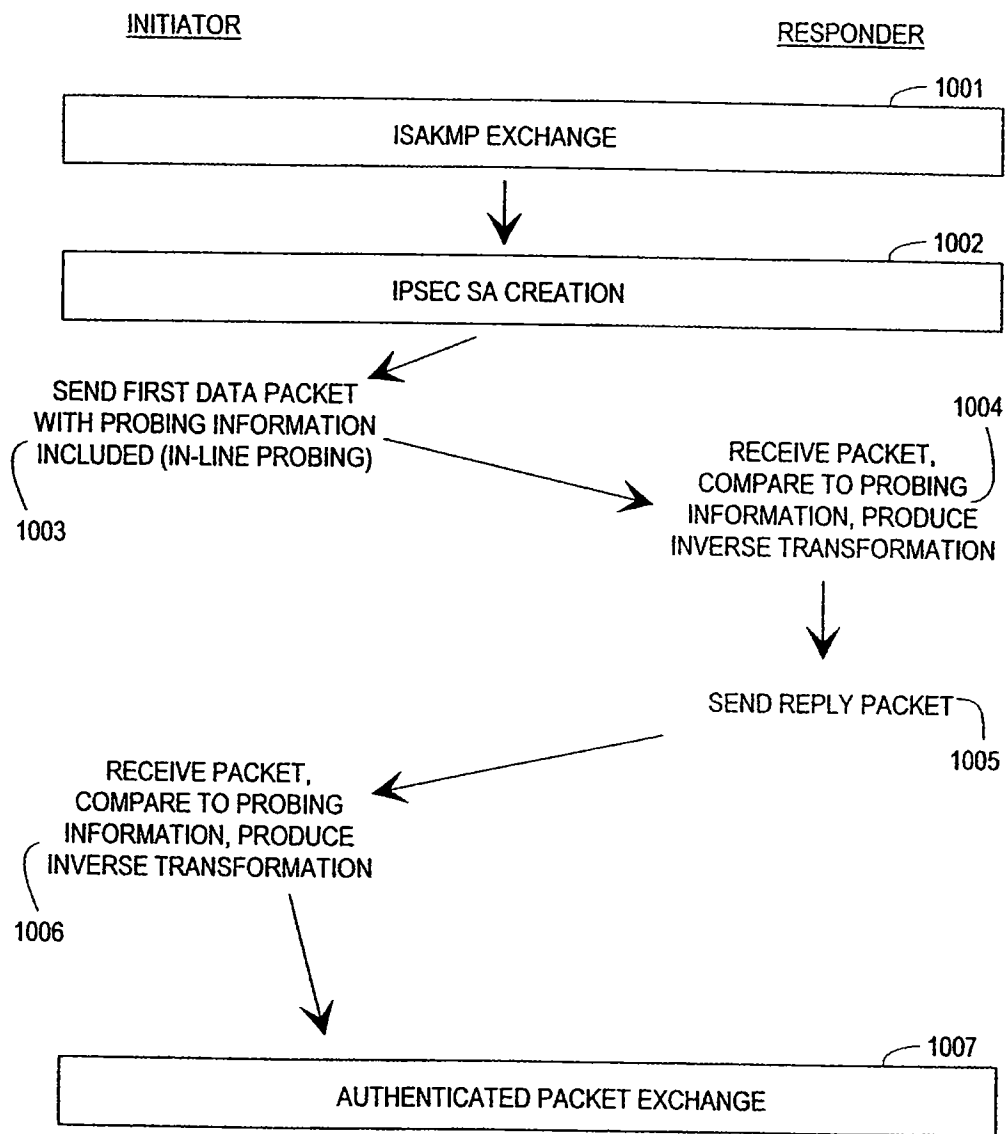 INITIATOR
RESPONDER
1001
ISAKMP EXCHANGE
1002
IPSEC SA CREATION
SEND FIRST DATA PACKET
WITH PROBING INFORMATION
INCLUDED (IN-LINE PROBING)
1003
1004
RECEIVE PACKET,
COMPARE TO PROBING
INFORMATION, PRODUCE
INVERSE TRANSFORMATION
SEND REPLY PACKET
1005
RECEIVE PACKET,
COMPARE TO PROBING
INFORMATION, PRODUCE
INVERSE TRANSFORMATION
1006
1007
AUTHENTICATED PACKET EXCHANGE